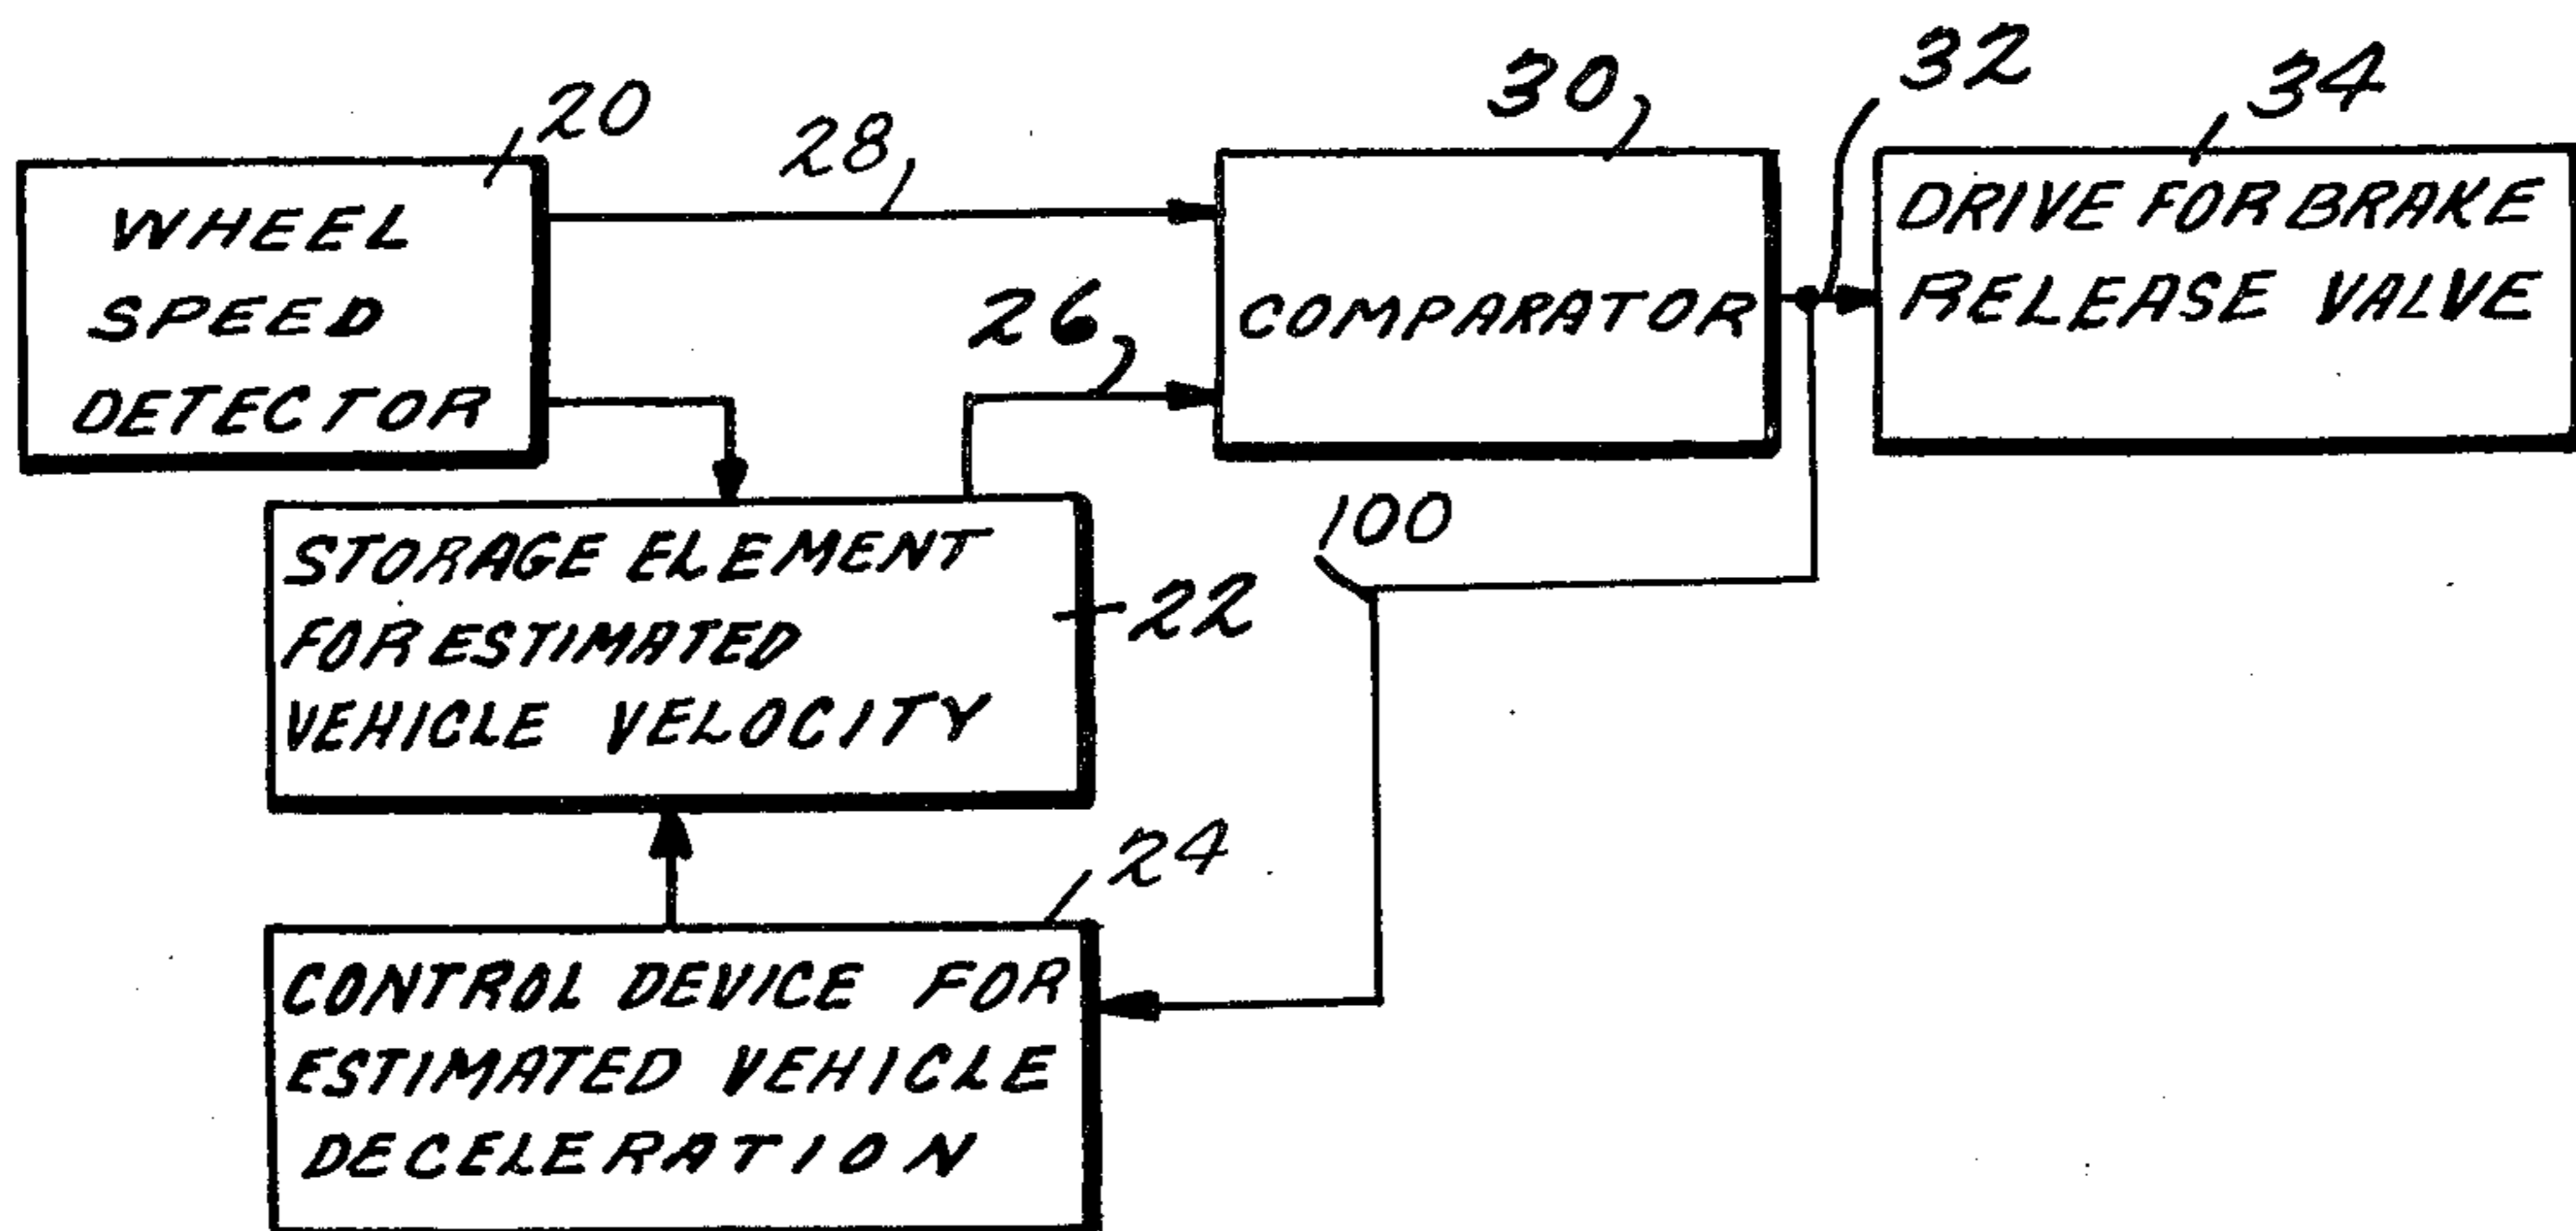 20
WHEEL
SPEED
DETECTOR
28
26
30
COMPARATOR
32
34
DRIVE FOR BRAKE
RELEASE VALVE
STORAGE ELEMENT
FOR ESTIMATED
VEHICLE VELOCITY
22
100
24
CONTROL DEVICE FOR
ESTIMATED VEHICLE
DECELERATION